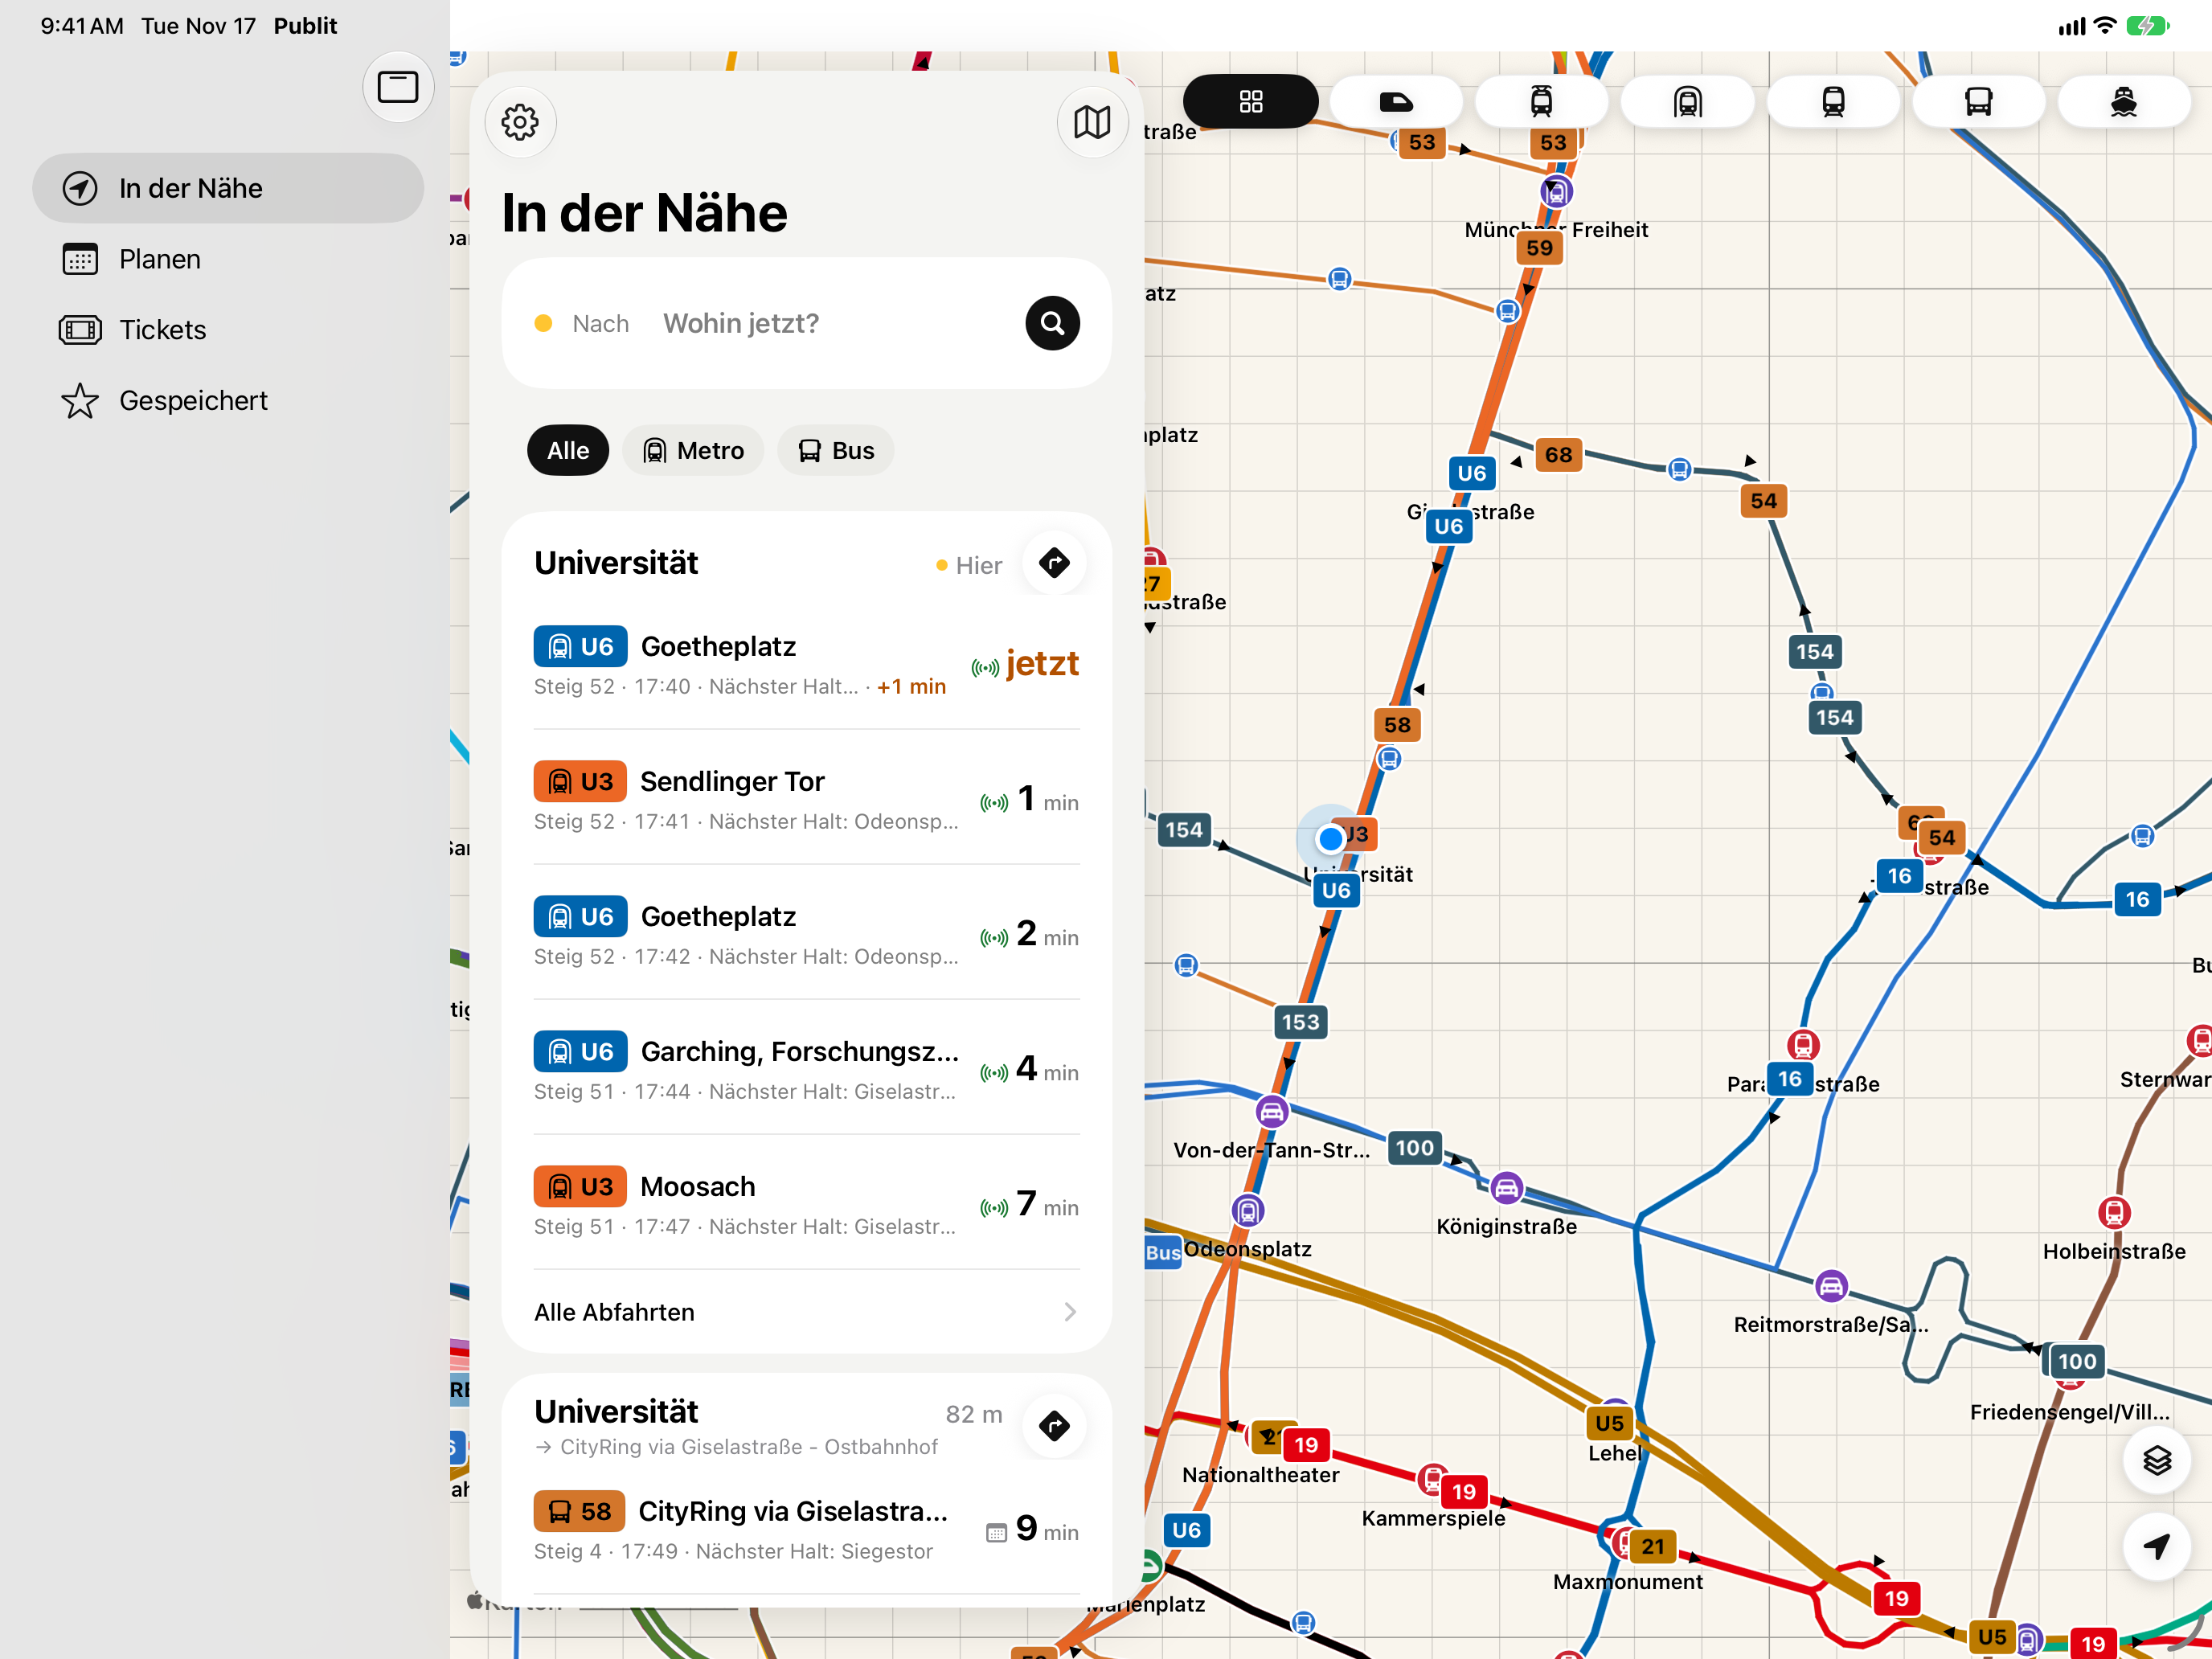 9:41 AM Tue Nov 17 Publit
In der Nähe
Planen
Tickets
Gespeichert
In der Nähe
Nach Wohin jetzt?
Alle Metro Bus
Universität Hier
U6 Goetheplatz jetzt
Steig 52 · 17:40 · Nächster Halt... · +1 min
U3 Sendlinger Tor 1 min
Steig 52 · 17:41 · Nächster Halt: Odeonsp...
U6 Goetheplatz 2 min
Steig 52 · 17:42 · Nächster Halt: Odeonsp...
U6 Garching, Forschungsz... 4 min
Steig 51 · 17:44 · Nächster Halt: Giselastr...
U3 Moosach 7 min
Steig 51 · 17:47 · Nächster Halt: Giselastr...
Alle Abfahrten
Universität 82 m
→ CityRing via Giselastraße - Ostbahnhof
58 CityRing via Giselastra... 9 min
Steig 4 · 17:49 · Nächster Halt: Siegestor
53
53
Münchner Freiheit
59
68
U6
54
U6
154
154
58
154
U3
54
Universität
U6
16
16
153
16
Von-der-Tann-Str...
100
Königinstraße
Sternwar
Bus
Odeonsplatz
Holbeinstraße
Reitmorstraße/Sa...
100
Friedensengel/Vill...
U5
Lehel
19
Nationaltheater
19
Kammerspiele
U6
21
Maxmonument
19
Marienplatz
U5
19